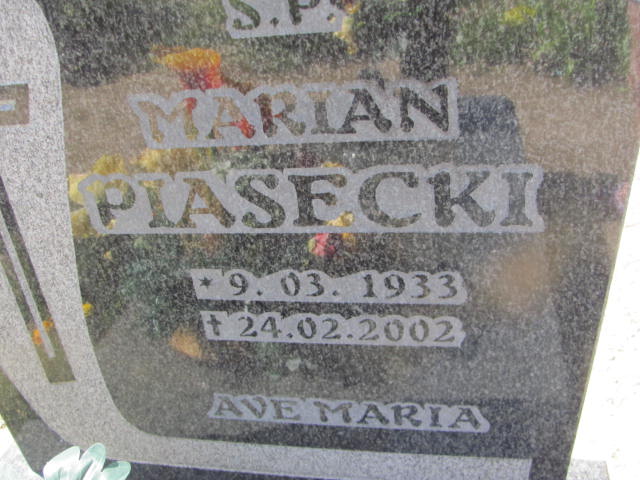 S.P.
MARIAN
PIASECKI
* 9. 03. 1933
† 24.02.2002
AVE MARIA